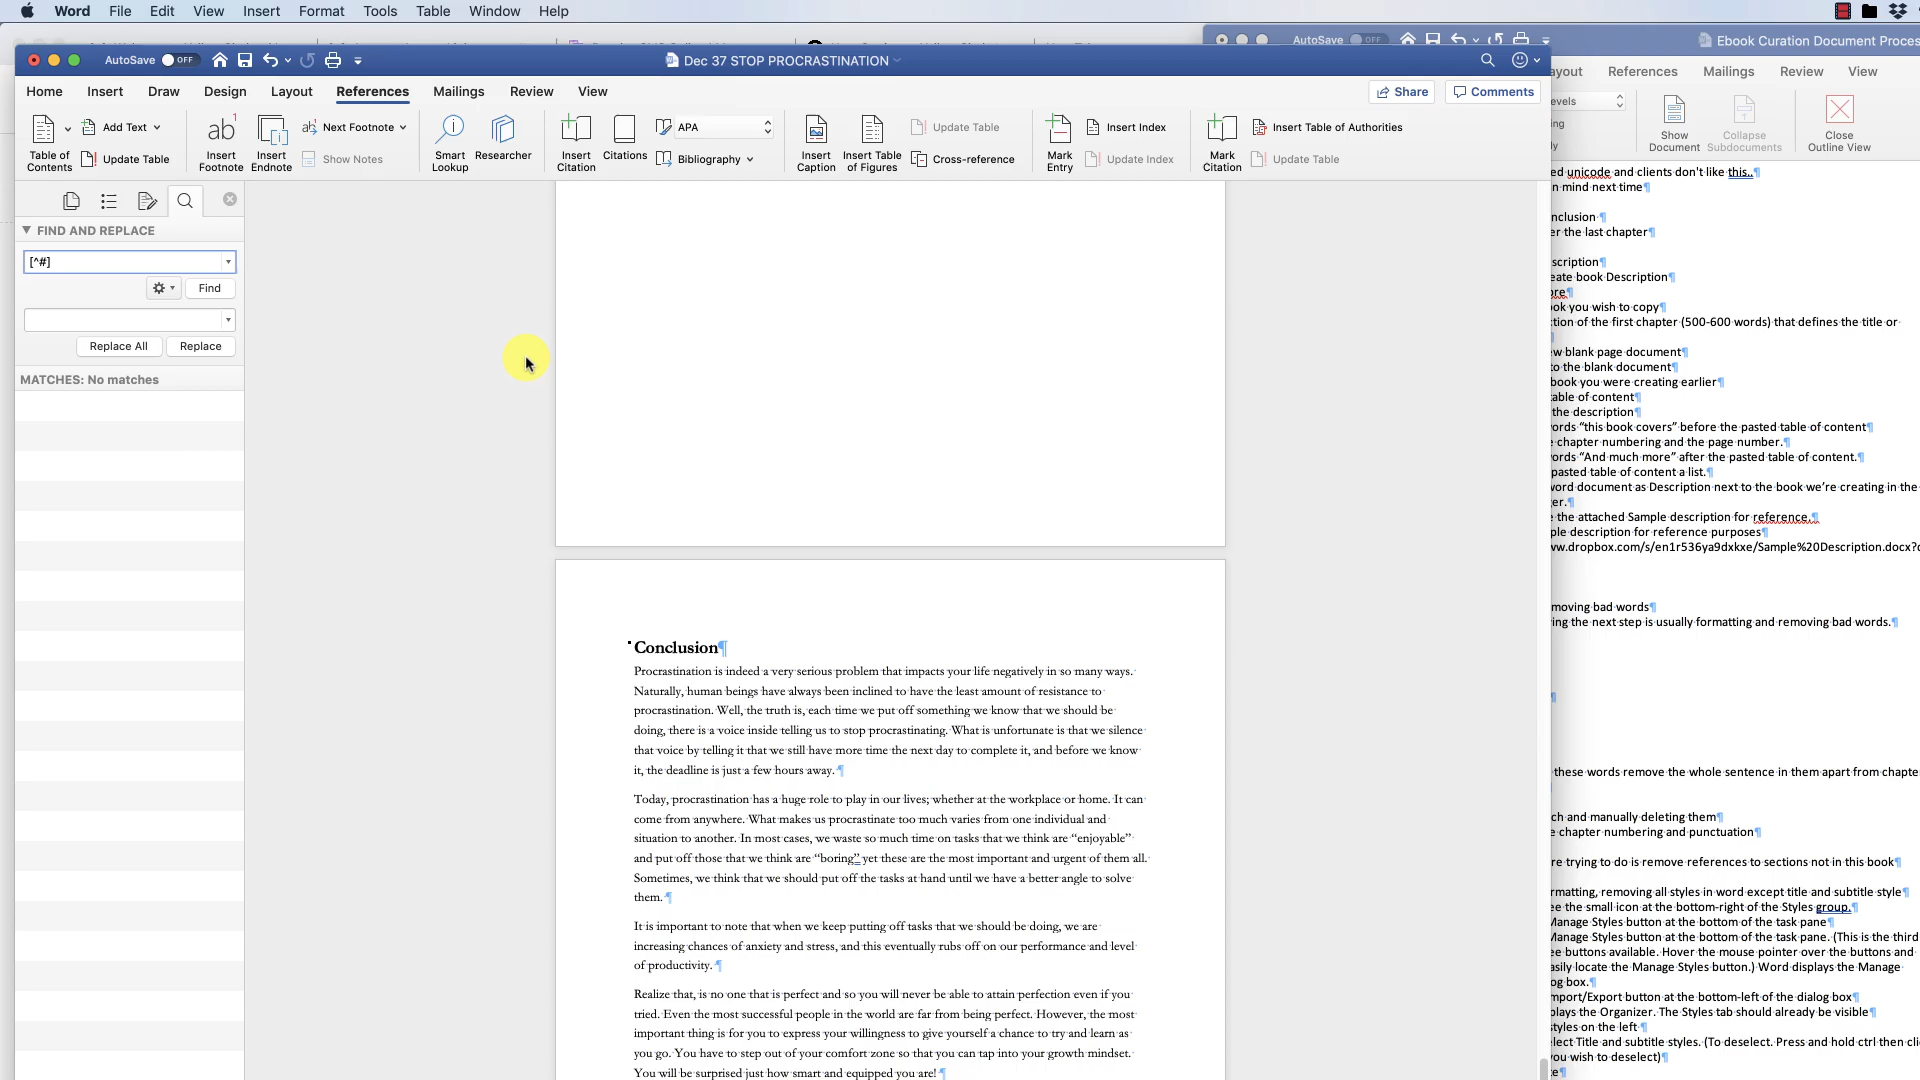 Word File Edit View Insert Format Tools Table Window Help
AutoSave OFF
Ebook Curation Document Proces
AutoSave OFF
Dec 37 STOP PROCRASTINATION
ayout References Mailings Review View
Home Insert Draw Design Layout References Mailings Review View
Share Comments
Table of Contents
Add Text
Update Table
Insert Footnote
Insert Endnote
Next Footnote
Show Notes
Smart Lookup
Researcher
Insert Citation
Citations
APA
Bibliography
Insert Caption
Insert Table of Figures
Update Table
Cross-reference
Mark Entry
Insert Index
Update Index
Mark Citation
Insert Table of Authorities
Update Table
evels
Show Document
Collapse Subdocuments
Close Outline View
FIND AND REPLACE
[^#]
Find
Replace All Replace
MATCHES: No matches
Conclusion¶
Procrastination is indeed a very serious problem that impacts your life negatively in so many ways.
Naturally, human beings have always been inclined to have the least amount of resistance to
procrastination. Well, the truth is, each time we put off something we know that we should be
doing, there is a voice inside telling us to stop procrastinating. What is unfortunate is that we silence
that voice by telling it that we still have more time the next day to complete it, and before we know
it, the deadline is just a few hours away. ¶
Today, procrastination has a huge role to play in our lives; whether at the workplace or home. It can
come from anywhere. What makes us procrastinate too much varies from one individual and
situation to another. In most cases, we waste so much time on tasks that we think are “enjoyable”
and put off those that we think are “boring” yet these are the most important and urgent of them all.
Sometimes, we think that we should put off the tasks at hand until we have a better angle to solve
them. ¶
It is important to note that when we keep putting off tasks that we should be doing, we are
increasing chances of anxiety and stress, and this eventually rubs off on our performance and level
of productivity. ¶
Realize that, is no one that is perfect and so you will never be able to attain perfection even if you
tried. Even the most successful people in the world are far from being perfect. However, the most
important thing is for you to express your willingness to give yourself a chance to try and learn as
you go. You have to step out of your comfort zone so that you can tap into your growth mindset.
You will be surprised just how smart and equipped you are! ¶
ed unicode and clients don't like this..¶
n mind next time¶
nclusion ¶
er the last chapter¶
scription¶
eate book Description¶
ore¶
ok you wish to copy¶
tion of the first chapter (500-600 words) that defines the title or
w blank page document¶
to the blank document¶
book you were creating earlier¶
able of content¶
the description¶
ords “this book covers” before the pasted table of content¶
e chapter numbering and the page number.¶
ords “And much more” after the pasted table of content.¶
pasted table of content a list.¶
word document as Description next to the book we’re creating in the
er.¶
e the attached Sample description for reference.¶
ple description for reference purposes¶
ww.dropbox.com/s/en1r536ya9dxkxe/Sample%20Description.docx?d
moving bad words¶
ing the next step is usually formatting and removing bad words.¶
¶
these words remove the whole sentence in them apart from chapte
ch and manually deleting them¶
e chapter numbering and punctuation¶
re trying to do is remove references to sections not in this book¶
rmatting, removing all styles in word except title and subtitle style¶
ee the small icon at the bottom-right of the Styles group.¶
Manage Styles button at the bottom of the task pane¶
Manage Styles button at the bottom of the task pane. (This is the third
ee buttons available. Hover the mouse pointer over the buttons and
asily locate the Manage Styles button.) Word displays the Manage
og box.¶
mport/Export button at the bottom-left of the dialog box¶
plays the Organizer. The Styles tab should already be visible¶
styles on the left ¶
elect Title and subtitle styles. (To deselect. Press and hold ctrl then cli
you wish to deselect)¶
te¶